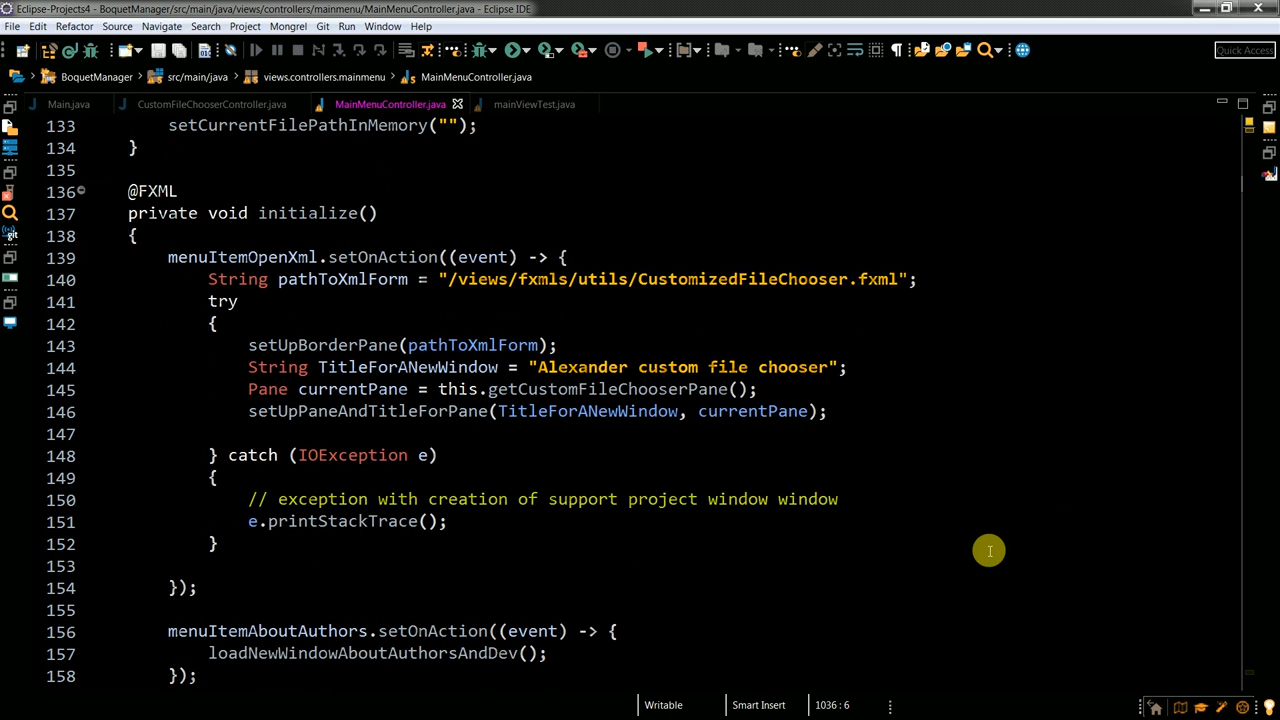 Eclipse-Projects4 - BoquetManager/src/main/java/views/controllers/mainmenu/MainMenuController.java - Eclipse IDE
File Edit Refactor Source Navigate Search Project Mongrel Git Run Window Help
Quick Access
BoquetManager src/main/java views.controllers.mainmenu MainMenuController.java
Main.java CustomFileChooserController.java MainMenuController.java mainViewTest.java
133 setCurrentFilePathInMemory("");
134 }
135
136 @FXML
137 private void initialize()
138 {
139 menuItemOpenXml.setOnAction((event) -> {
140 String pathToXmlForm = "/views/fxmls/utils/CustomizedFileChooser.fxml";
141 try
142 {
143 setUpBorderPane(pathToXmlForm);
144 String TitleForANewWindow = "Alexander custom file chooser";
145 Pane currentPane = this.getCustomFileChooserPane();
146 setUpPaneAndTitleForPane(TitleForANewWindow, currentPane);
147
148 } catch (IOException e)
149 {
150 // exception with creation of support project window window
151 e.printStackTrace();
152 }
153
154 });
155
156 menuItemAboutAuthors.setOnAction((event) -> {
157 loadNewWindowAboutAuthorsAndDev();
158 });
Writable Smart Insert 1036 : 6